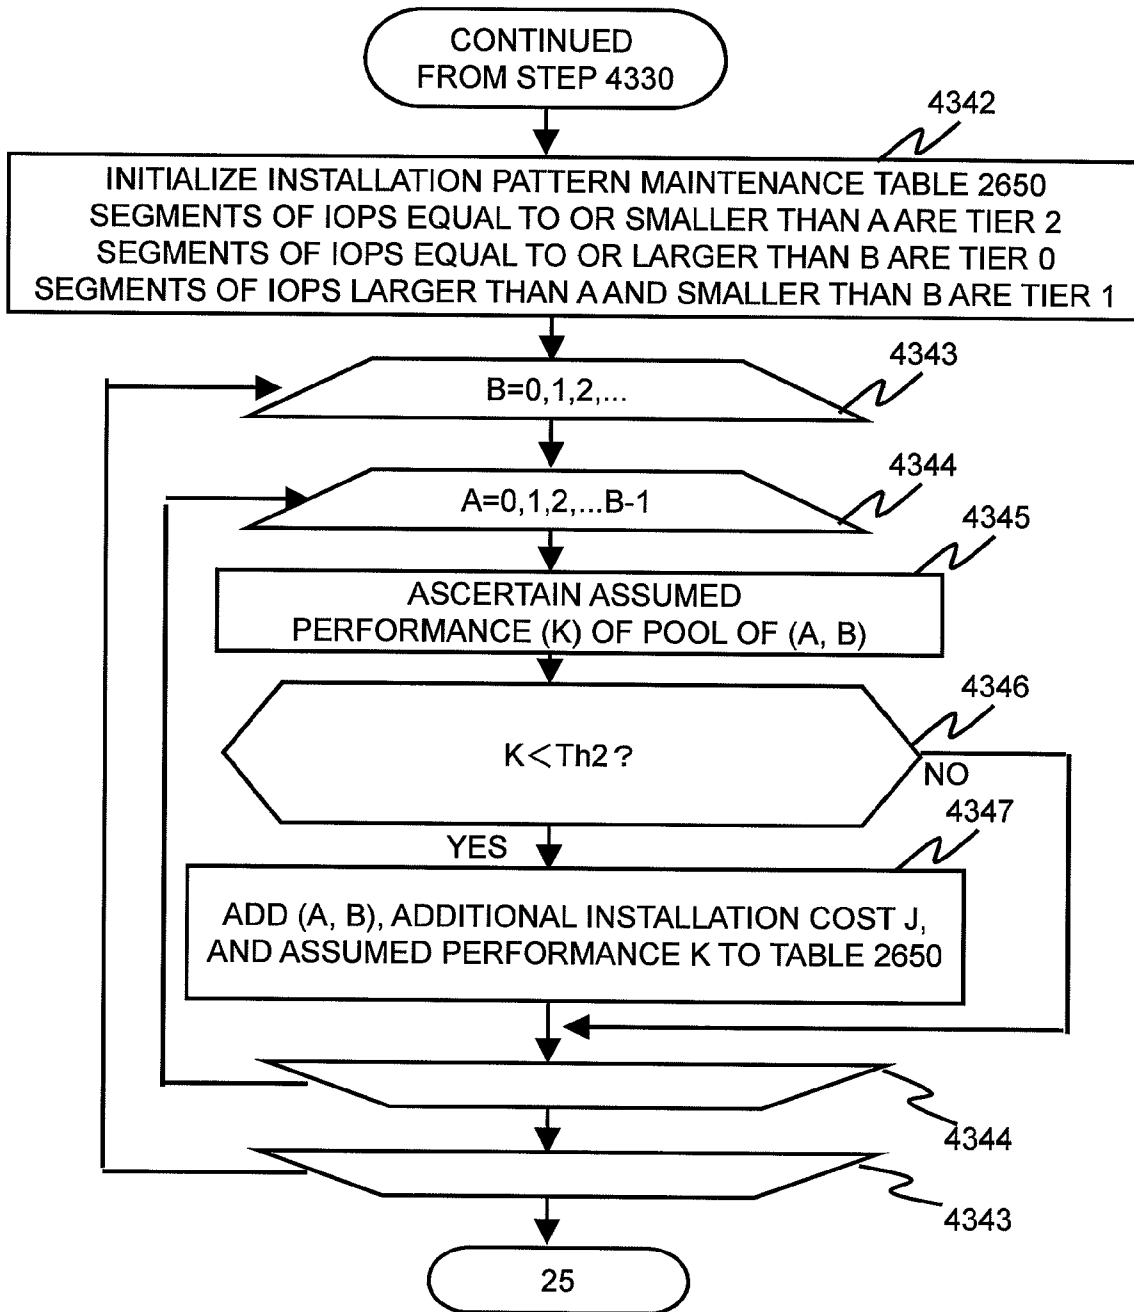 CONTINUED
FROM STEP 4330
4342
INITIALIZE INSTALLATION PATTERN MAINTENANCE TABLE 2650
SEGMENTS OF IOPS EQUAL TO OR SMALLER THAN A ARE TIER 2
SEGMENTS OF IOPS EQUAL TO OR LARGER THAN B ARE TIER 0
SEGMENTS OF IOPS LARGER THAN A AND SMALLER THAN B ARE TIER 1
4343
B=0,1,2,...
4344
A=0,1,2,...B-1
4345
ASCERTAIN ASSUMED
PERFORMANCE (K) OF POOL OF (A, B)
4346
K<Th2?
NO
4347
YES
ADD (A, B), ADDITIONAL INSTALLATION COST J,
AND ASSUMED PERFORMANCE K TO TABLE 2650
4344
4343
25